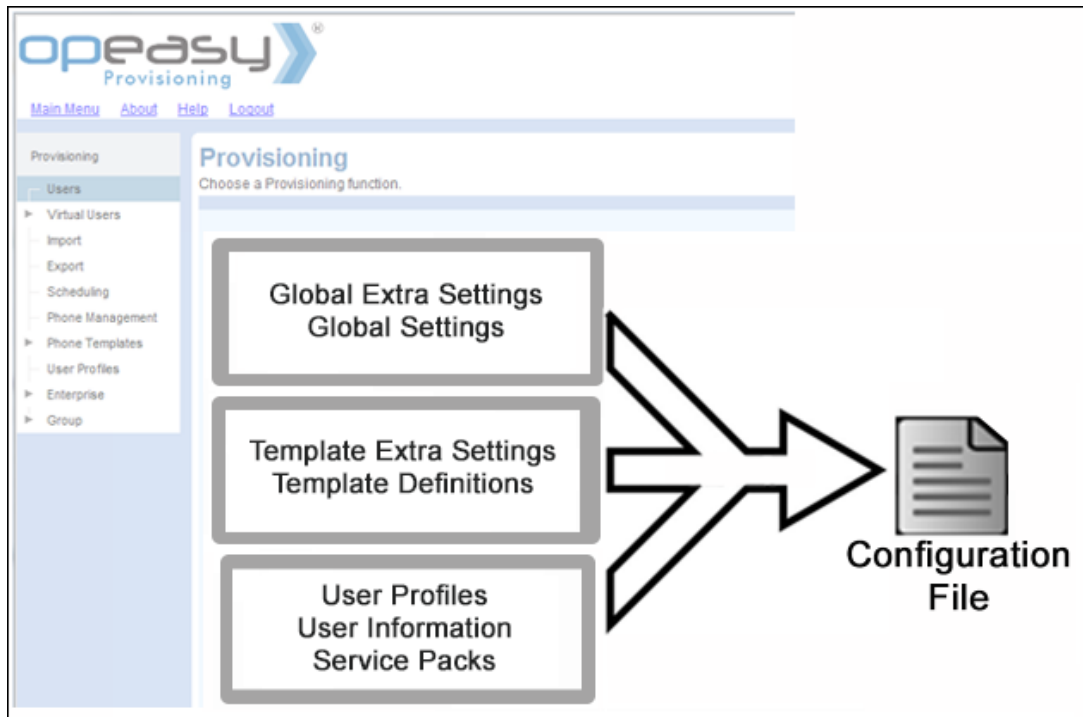 opeasy®
Provisioning
Main Menu About Help Logout
Provisioning
Users
Virtual Users
Import
Export
Scheduling
Phone Management
Phone Templates
User Profiles
Enterprise
Group
Provisioning
Choose a Provisioning function.
Global Extra Settings
Global Settings
Template Extra Settings
Template Definitions
User Profiles
User Information
Service Packs
Configuration
File